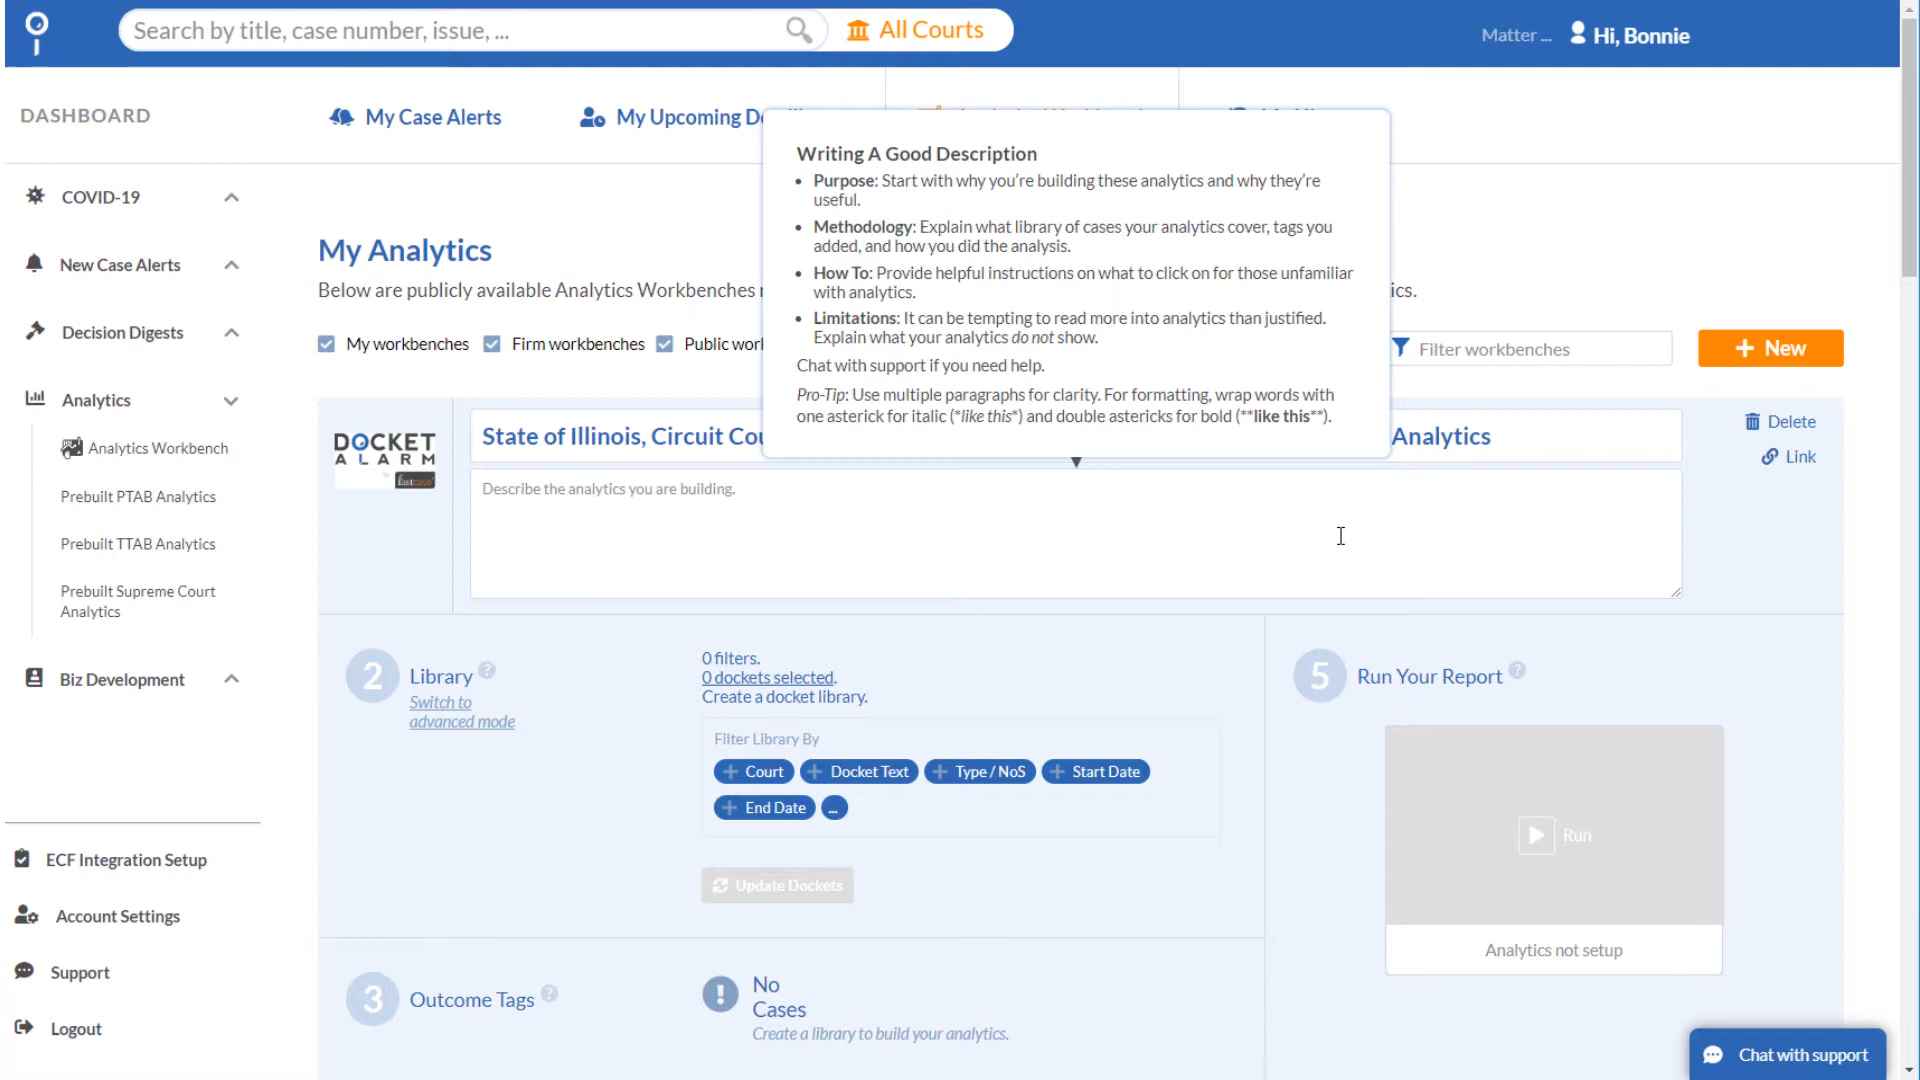 Search by title, case number, issue, ...
All Courts
Matter ...
Hi, Bonnie
DASHBOARD
My Case Alerts
My Upcoming
COVID-19
New Case Alerts
Decision Digests
Analytics
Analytics Workbench
Prebuilt PTAB Analytics
Prebuilt TTAB Analytics
Prebuilt Supreme Court
Analytics
Biz Development
ECF Integration Setup
Account Settings
Support
Logout
Writing A Good Description
• Purpose: Start with why you're building these analytics and why they're
useful.
• Methodology: Explain what library of cases your analytics cover, tags you
added, and how you did the analysis.
• How To: Provide helpful instructions on what to click on for those unfamiliar
with analytics.
• Limitations: It can be tempting to read more into analytics than justified.
Explain what your analytics do not show.
Chat with support if you need help.
Pro-Tip: Use multiple paragraphs for clarity. For formatting, wrap words with
one asterick for italic (*like this*) and double astericks for bold (**like this**).
My Analytics
Below are publicly available Analytics Workbenches
My workbenches
Firm workbenches
Public
Filter workbenches
+ New
DOCKET
ALARM
fastcase
State of Illinois, Circuit
Analytics
Delete
Link
Describe the analytics you are building.
2
Library
Switch to
advanced mode
0 filters.
0 dockets selected.
Create a docket library.
Filter Library By
+ Court
+ Docket Text
+ Type / NoS
+ Start Date
+ End Date
...
Update Dockets
5
Run Your Report
Run
Analytics not setup
3
Outcome Tags
No
Cases
Create a library to build your analytics.
Chat with support